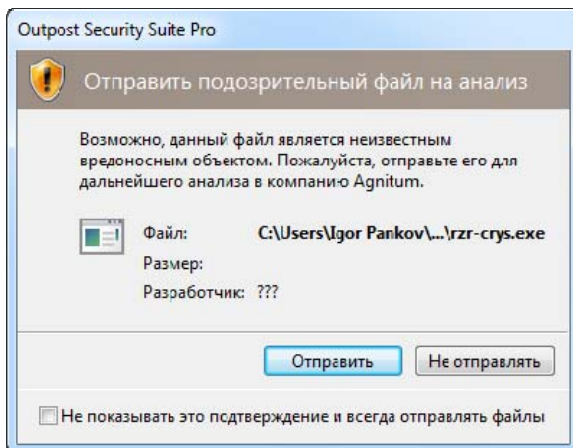 Outpost Security Suite Pro
Отправить подозрительный файл на анализ
Возможно, данный файл является неизвестным
вредоносным объектом. Пожалуйста, отправьте его для
дальнейшего анализа в компанию Agnitum.
Файл: C:\Users\Igor Pankov\...\rzr-crys.exe
Размер:
Разработчик: ???
Отправить Не отправлять
Не показывать это подтверждение и всегда отправлять файлы